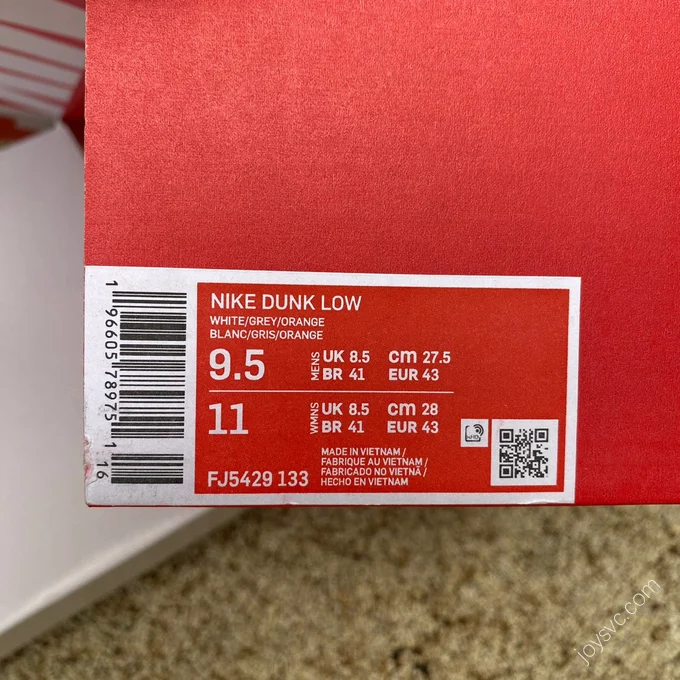 NIKE DUNK LOW
WHITE/GREY/ORANGE
BLANC/GRIS/ORANGE
9.5 MENS UK 8.5 cm 27.5
BR 41 EUR 43
11 WMNS UK 8.5 cm 28
BR 41 EUR 43
MADE IN VIETNAM/
FABRIQUE AU VIETNAM/
FABRICADO NO VIETNÃ/
HECHO EN VIETNAM
FJ5429 133
1 96605 78975 1 16
joysvc.com